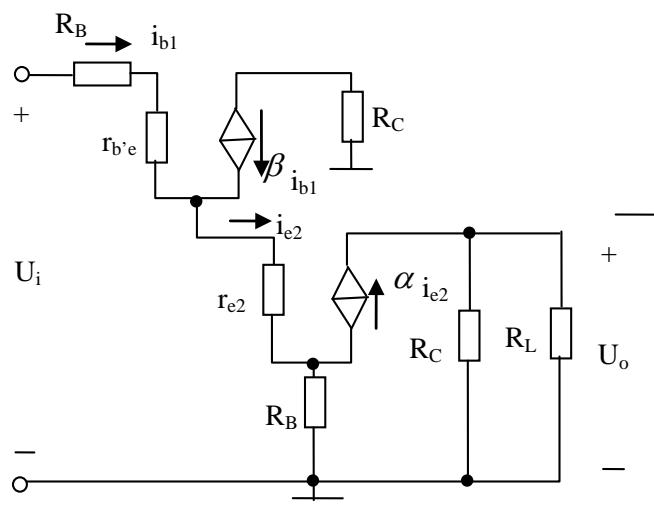 R_B
i_b1
+
r_b'e
β i_b1
R_C
i_e2
U_i
r_e2
α i_e2
+
R_C
R_L
U_o
R_B
—
—